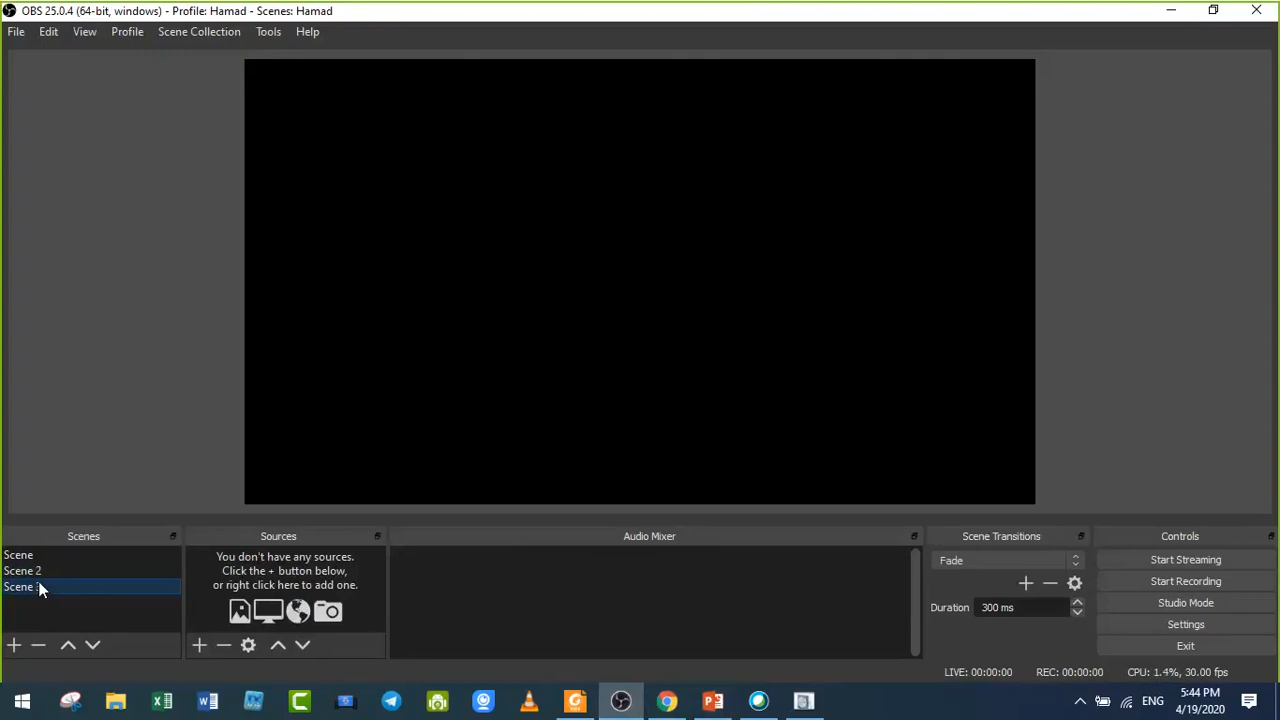 OBS 25.0.4 (64-bit, windows) - Profile: Hamad - Scenes: Hamad
File Edit View Profile Scene Collection Tools Help
Scenes Sources Audio Mixer Scene Transitions Controls
Scene
Scene 2
Scene
You don't have any sources.
Click the + button below,
or right click here to add one.
Fade
Duration 300 ms
Start Streaming
Start Recording
Studio Mode
Settings
Exit
LIVE: 00:00:00 REC: 00:00:00 CPU: 1.4%, 30.00 fps
ENG
5:44 PM
4/19/2020